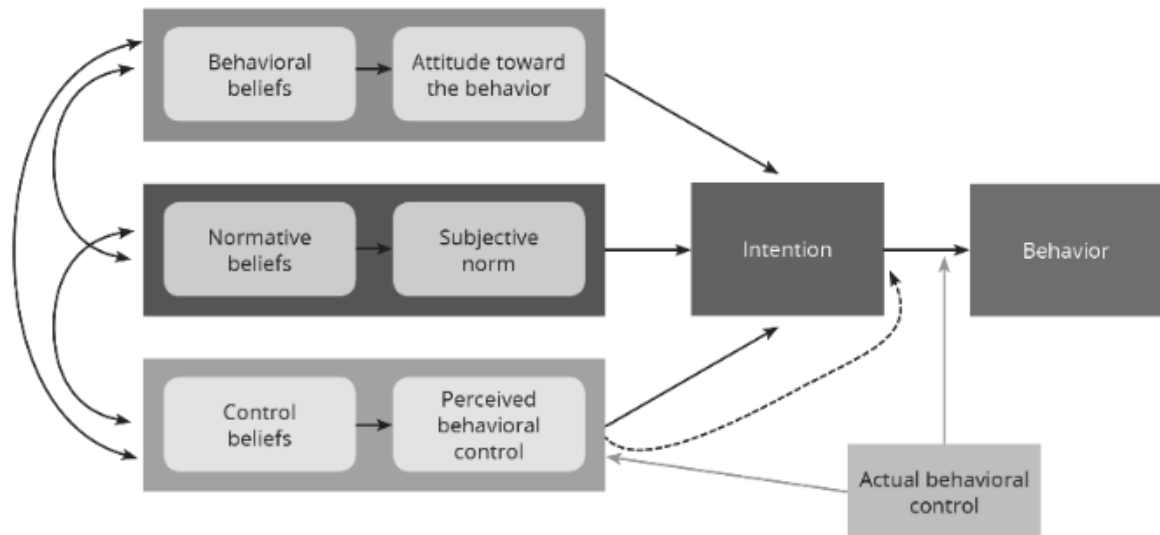 Behavioral
beliefs
Attitude toward
the behavior
Normative
beliefs
Subjective
norm
Intention
Behavior
Control
beliefs
Perceived
behavioral
control
Actual behavioral
control